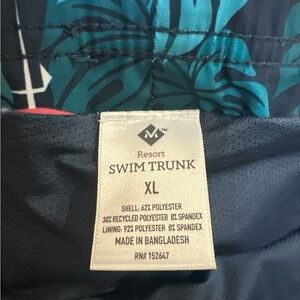 TM
Resort
SWIM TRUNK
XL
SHELL: 62% POLYESTER
30% RECYCLED POLYESTER 8% SPANDEX
LINING: 92% POLYESTER 8% SPANDEX
MADE IN BANGLADESH
RN# 152647